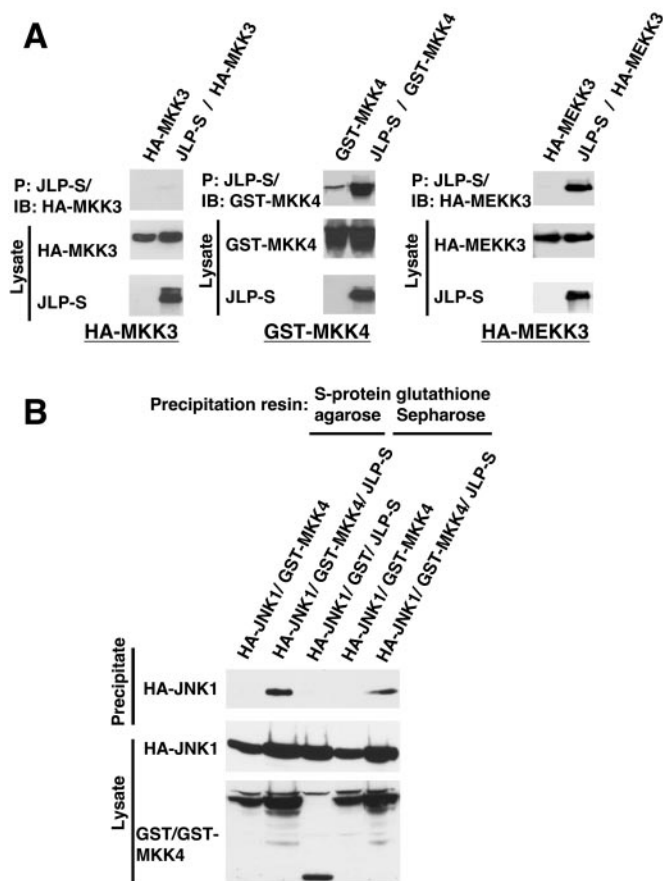 A
HA-MKK3
JLP-S / HA-MKK3
GST-MKK4
JLP-S / GST-MKK4
HA-MEKK3
JLP-S / HA-MEKK3
P: JLP-S/
IB: HA-MKK3
P: JLP-S/
IB: GST-MKK4
P: JLP-S/
IB: HA-MEKK3
Lysate
HA-MKK3
GST-MKK4
Lysate
HA-MEKK3
JLP-S
JLP-S
JLP-S
HA-MKK3
GST-MKK4
HA-MEKK3
B
Precipitation resin:
S-protein
agarose
glutathione
Sepharose
HA-JNK1/ GST-MKK4
HA-JNK1/ GST-MKK4/ JLP-S
HA-JNK1/ GST/ JLP-S
HA-JNK1/ GST-MKK4
HA-JNK1/ GST-MKK4/ JLP-S
Precipitate
HA-JNK1
Lysate
HA-JNK1
GST/GST-
MKK4